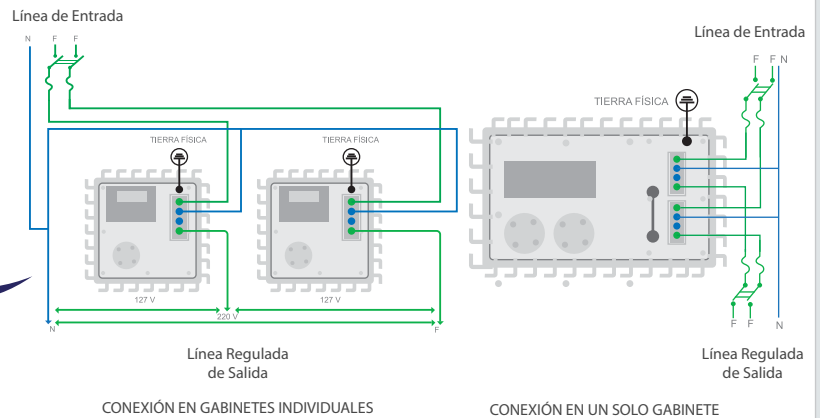 Línea de Entrada
N F F
TIERRA FÍSICA
TIERRA FÍSICA
127 V
127 V
220 V
N
F
Línea Regulada
de Salida
CONEXIÓN EN GABINETES INDIVIDUALES
Línea de Entrada
F F N
TIERRA FÍSICA
F F N
Línea Regulada
de Salida
CONEXIÓN EN UN SOLO GABINETE